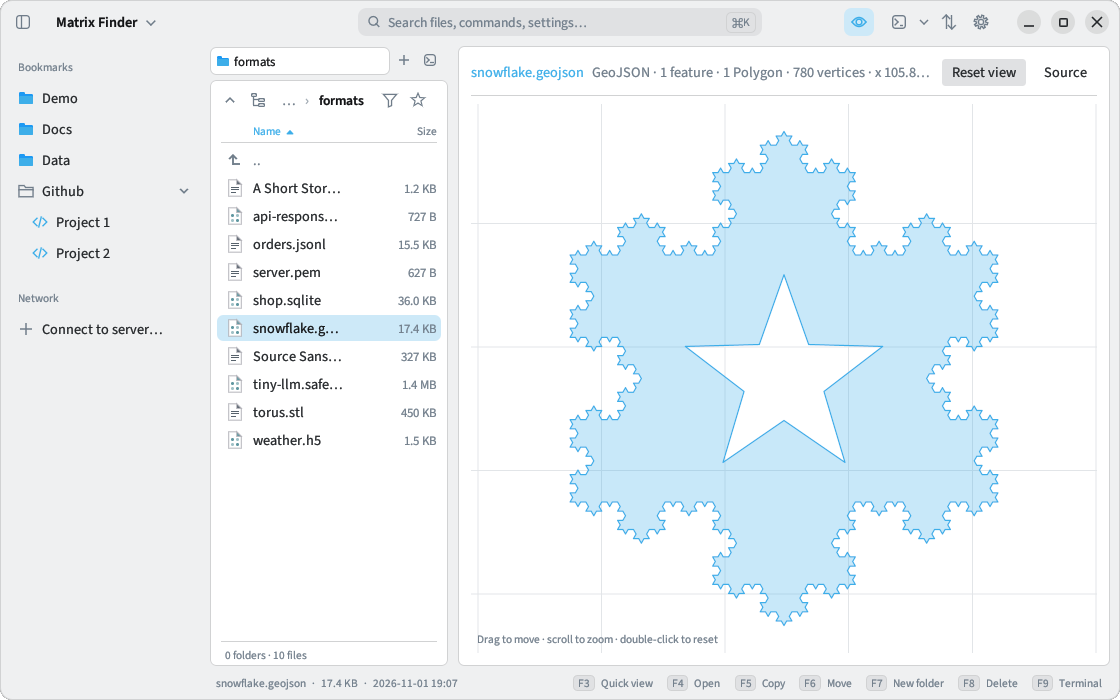 Matrix Finder
Search files, commands, settings…
⌘K
Bookmarks
Demo
Docs
Data
Github
Project 1
Project 2
Network
Connect to server…
formats
… › formats
Name Size
..
A Short Stor… 1.2 KB
api-respons… 727 B
orders.jsonl 15.5 KB
server.pem 627 B
shop.sqlite 36.0 KB
snowflake.g… 17.4 KB
Source Sans… 327 KB
tiny-llm.safe… 1.4 MB
torus.stl 450 KB
weather.h5 1.5 KB
0 folders · 10 files
snowflake.geojson GeoJSON · 1 feature · 1 Polygon · 780 vertices · x 105.8… Reset view Source
Drag to move · scroll to zoom · double-click to reset
snowflake.geojson · 17.4 KB · 2026-11-01 19:07
F3 Quick view F4 Open F5 Copy F6 Move F7 New folder F8 Delete F9 Terminal